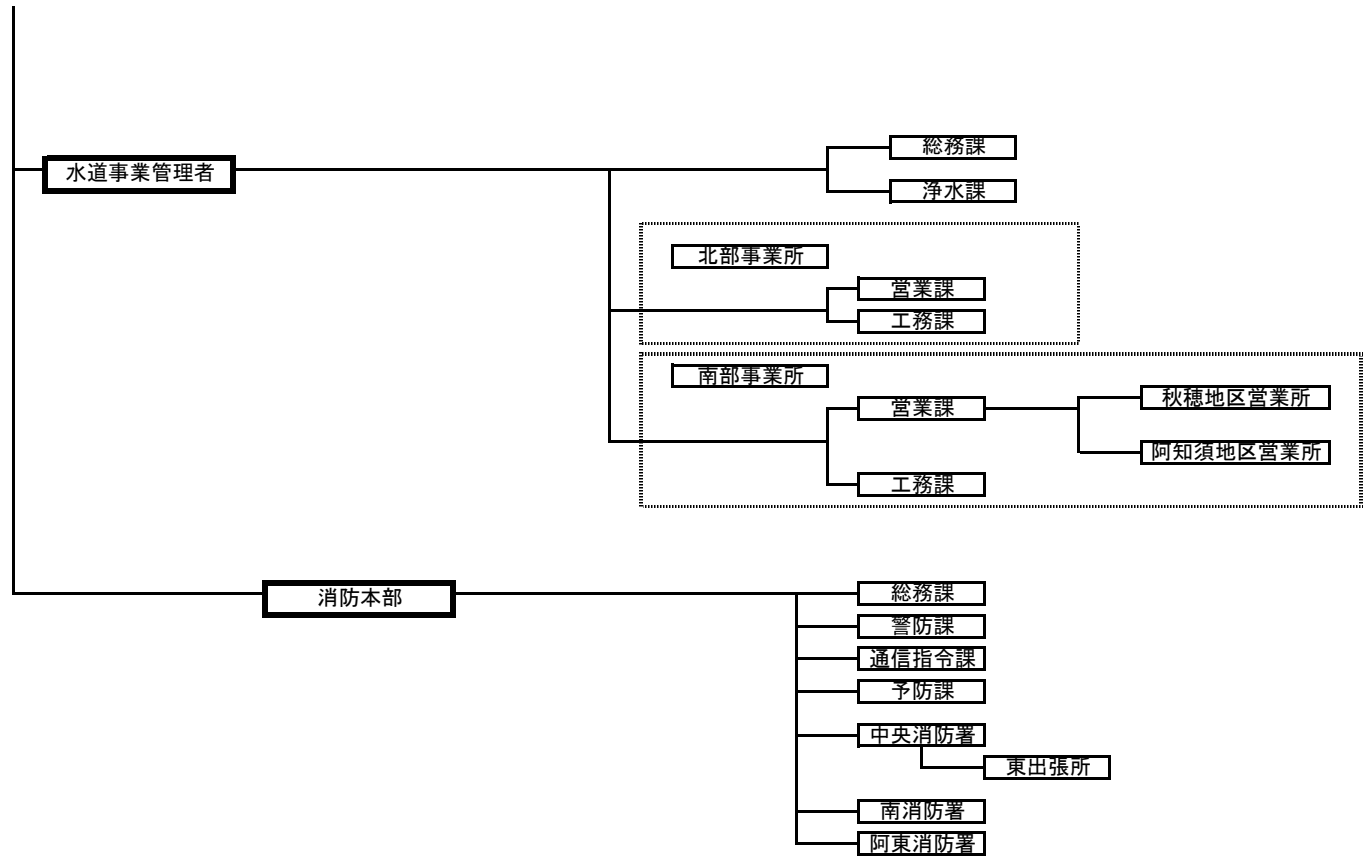 総務課
水道事業管理者
浄水課
北部事業所
営業課
工務課
南部事業所
営業課
秋穂地区営業所
阿知須地区営業所
工務課
消防本部
総務課
警防課
通信指令課
予防課
中央消防署
東出張所
南消防署
阿東消防署